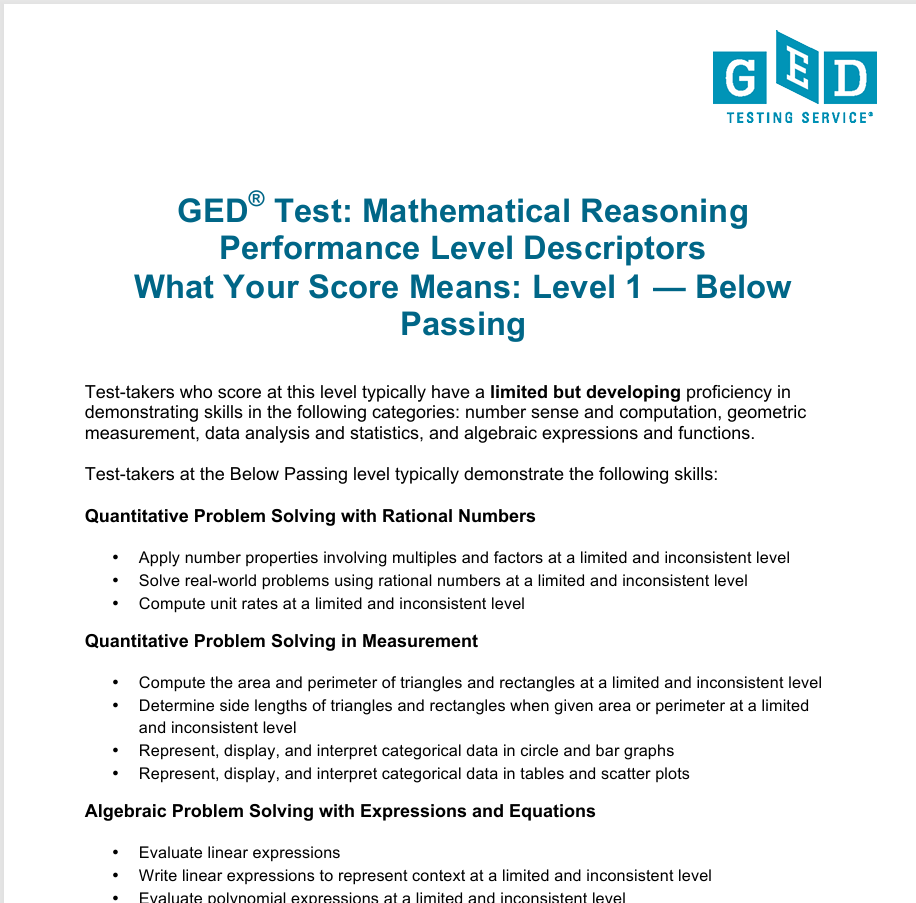 GED
TESTING SERVICE®
GED® Test: Mathematical Reasoning
Performance Level Descriptors
What Your Score Means: Level 1 — Below
Passing
Test-takers who score at this level typically have a limited but developing proficiency in
demonstrating skills in the following categories: number sense and computation, geometric
measurement, data analysis and statistics, and algebraic expressions and functions.
Test-takers at the Below Passing level typically demonstrate the following skills:
Quantitative Problem Solving with Rational Numbers
• Apply number properties involving multiples and factors at a limited and inconsistent level
• Solve real-world problems using rational numbers at a limited and inconsistent level
• Compute unit rates at a limited and inconsistent level
Quantitative Problem Solving in Measurement
• Compute the area and perimeter of triangles and rectangles at a limited and inconsistent level
• Determine side lengths of triangles and rectangles when given area or perimeter at a limited
and inconsistent level
• Represent, display, and interpret categorical data in circle and bar graphs
• Represent, display, and interpret categorical data in tables and scatter plots
Algebraic Problem Solving with Expressions and Equations
• Evaluate linear expressions
• Write linear expressions to represent context at a limited and inconsistent level
• Evaluate polynomial expressions at a limited and inconsistent level